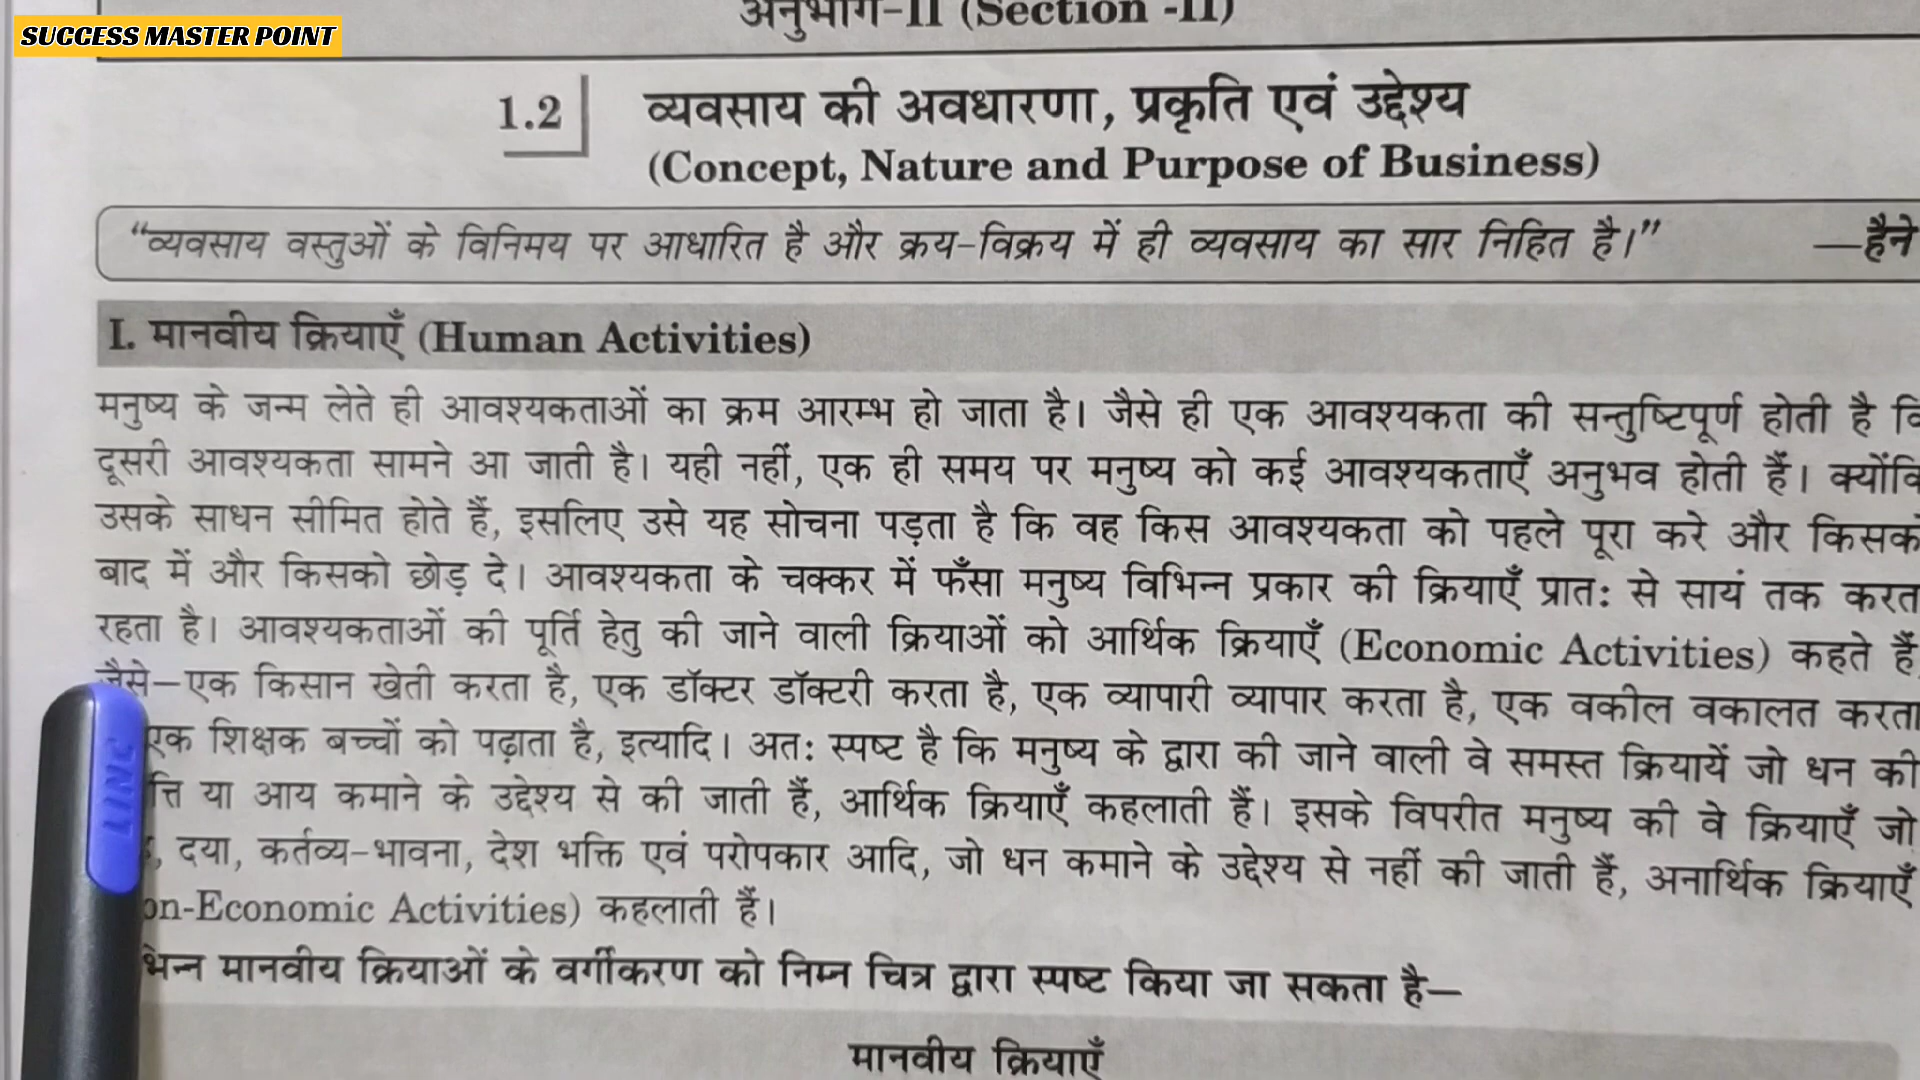 SUCCESS MASTER POINT
अनुभाग-II (Section -II)
1.2 व्यवसाय की अवधारणा, प्रकृति एवं उद्देश्य
(Concept, Nature and Purpose of Business)
“व्यवसाय वस्तुओं के विनिमय पर आधारित है और क्रय-विक्रय में ही व्यवसाय का सार निहित है।” —हैने
I. मानवीय क्रियाएँ (Human Activities)
मनुष्य के जन्म लेते ही आवश्यकताओं का क्रम आरम्भ हो जाता है। जैसे ही एक आवश्यकता की सन्तुष्टिपूर्ण होती है
दूसरी आवश्यकता सामने आ जाती है। यही नहीं, एक ही समय पर मनुष्य को कई आवश्यकताएँ अनुभव होती हैं।
उसके साधन सीमित होते हैं, इसलिए उसे यह सोचना पड़ता है कि वह किस आवश्यकता को पहले पूरा करे और
बाद में और किसको छोड़ दे। आवश्यकता के चक्कर में फँसा मनुष्य विभिन्न प्रकार की क्रियाएँ प्रातः से सायं तक
रहता है। आवश्यकताओं की पूर्ति हेतु की जाने वाली क्रियाओं को आर्थिक क्रियाएँ (Economic Activities) कहते हैं,
जैसे—एक किसान खेती करता है, एक डॉक्टर डॉक्टरी करता है, एक व्यापारी व्यापार करता है, एक वकील वकालत करता
एक शिक्षक बच्चों को पढ़ाता है, इत्यादि। अतः स्पष्ट है कि मनुष्य के द्वारा की जाने वाली वे समस्त क्रियायें जो धन की
या आय कमाने के उद्देश्य से की जाती हैं, आर्थिक क्रियाएँ कहलाती हैं। इसके विपरीत मनुष्य की वे क्रियाएँ जो
दया, कर्तव्य-भावना, देश भक्ति एवं परोपकार आदि, जो धन कमाने के उद्देश्य से नहीं की जाती हैं, अनार्थिक क्रियाएँ
on-Economic Activities) कहलाती हैं।
मानवीय क्रियाओं के वर्गीकरण को निम्न चित्र द्वारा स्पष्ट किया जा सकता है—
मानवीय क्रियाएँ